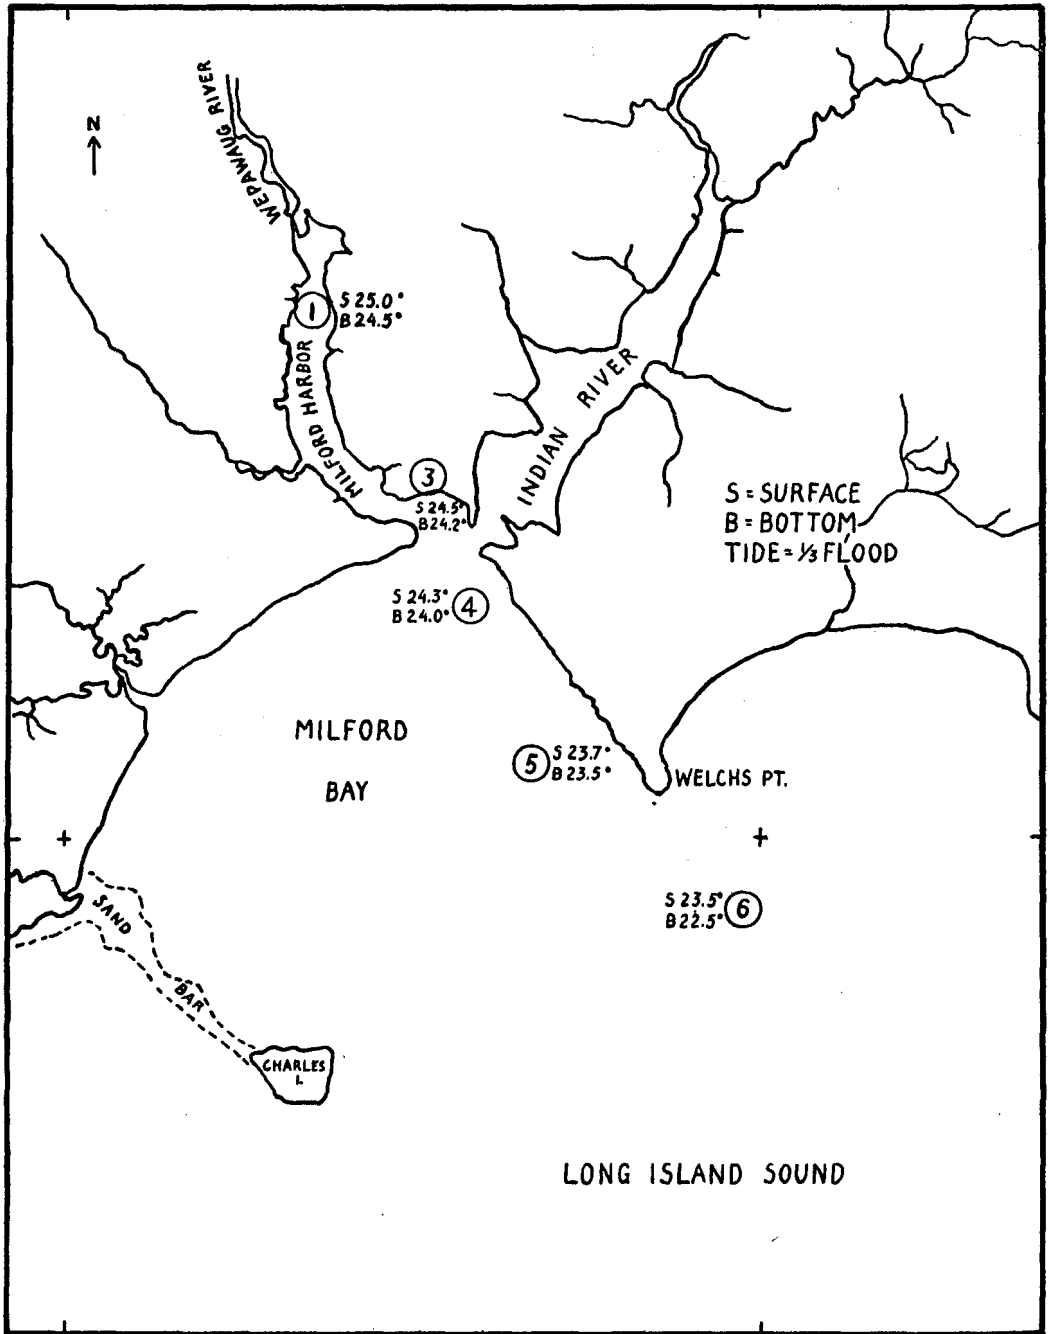 WEPAWAUG RIVER
N
1
S 25.0°
B 24.5°
MILFORD HARBOR
INDIAN RIVER
3
S 24.5°
B 24.2°
S = SURFACE
B = BOTTOM
TIDE = 1/3 FLOOD
S 24.3°
B 24.0°
4
MILFORD
BAY
5
S 23.7°
B 23.5°
WELCHS PT.
S 23.5°
B 22.5°
6
SAND
BAR
CHARLES
I.
LONG ISLAND SOUND